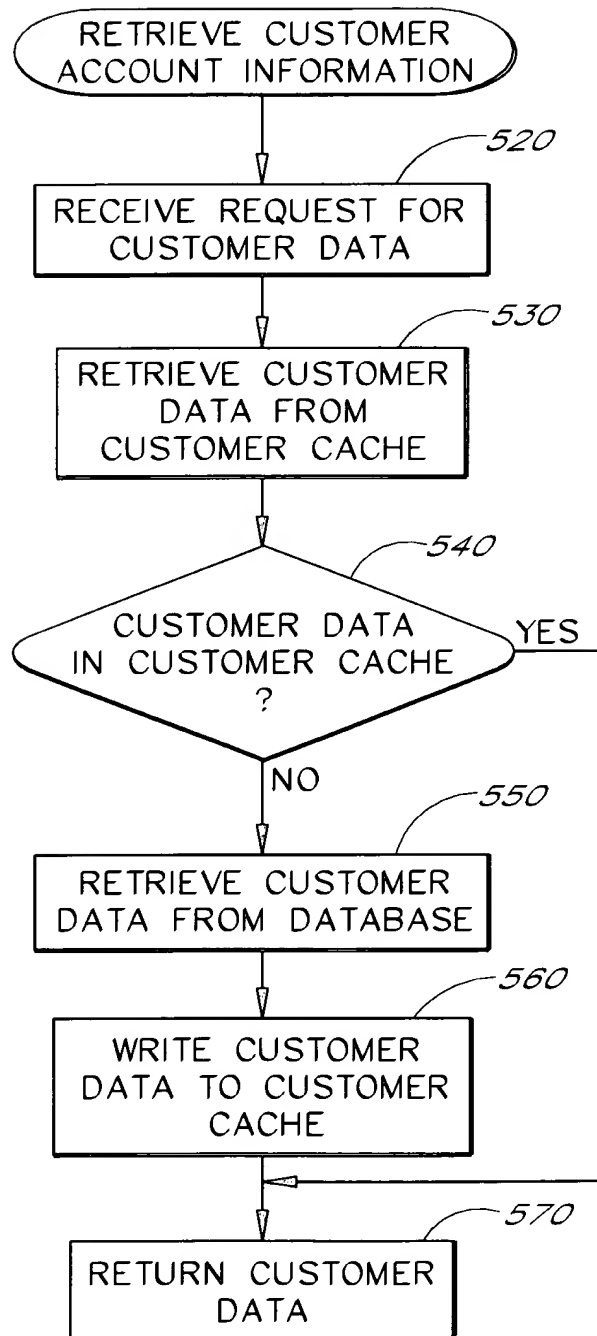 RETRIEVE CUSTOMER
ACCOUNT INFORMATION
520
RECEIVE REQUEST FOR
CUSTOMER DATA
530
RETRIEVE CUSTOMER
DATA FROM
CUSTOMER CACHE
540
CUSTOMER DATA
IN CUSTOMER CACHE
?
YES
NO
550
RETRIEVE CUSTOMER
DATA FROM DATABASE
560
WRITE CUSTOMER
DATA TO CUSTOMER
CACHE
570
RETURN CUSTOMER
DATA